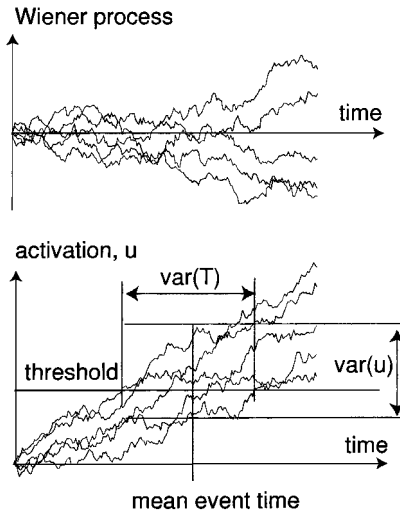 Wiener process
time
activation, u
var(T)
threshold
var(u)
time
mean event time